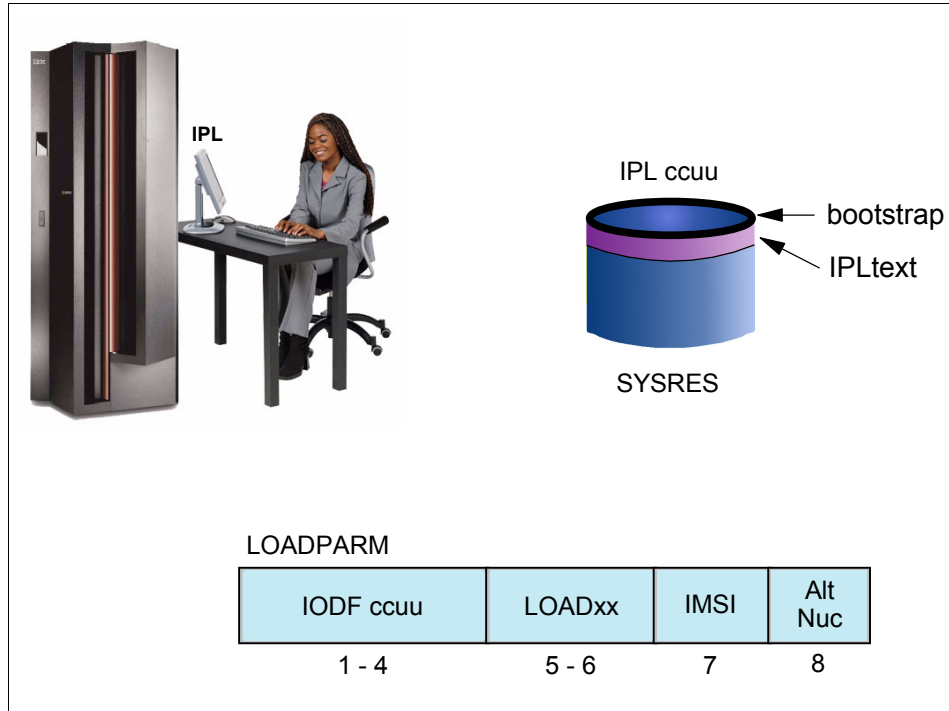 IBM
IPL
IPL ccuu
bootstrap
IPLtext
SYSRES
LOADPARM
IODF ccuu
LOADxx
IMSI
Alt
Nuc
1 - 4
5 - 6
7
8